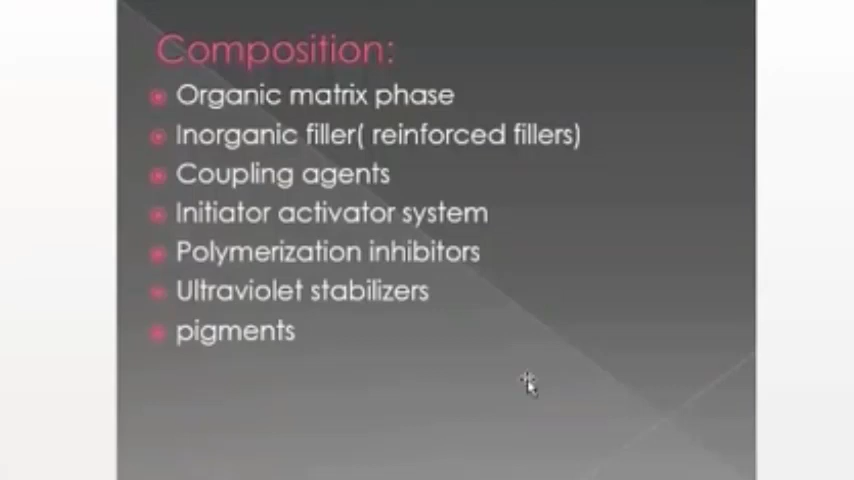 Composition:
Organic matrix phase
Inorganic filler( reinforced fillers)
Coupling agents
Initiator activator system
Polymerization inhibitors
Ultraviolet stabilizers
pigments